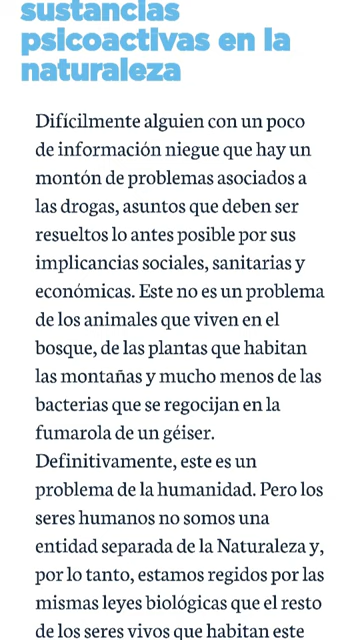 sustancias
psicoactivas en la
naturaleza
Difícilmente alguien con un poco
de información niegue que hay un
montón de problemas asociados a
las drogas, asuntos que deben ser
resueltos lo antes posible por sus
implicancias sociales, sanitarias y
económicas. Este no es un problema
de los animales que viven en el
bosque, de las plantas que habitan
las montañas y mucho menos de las
bacterias que se regocijan en la
fumarola de un géiser.
Definitivamente, este es un
problema de la humanidad. Pero los
seres humanos no somos una
entidad separada de la Naturaleza y,
por lo tanto, estamos regidos por las
mismas leyes biológicas que el resto
de los seres vivos que habitan este